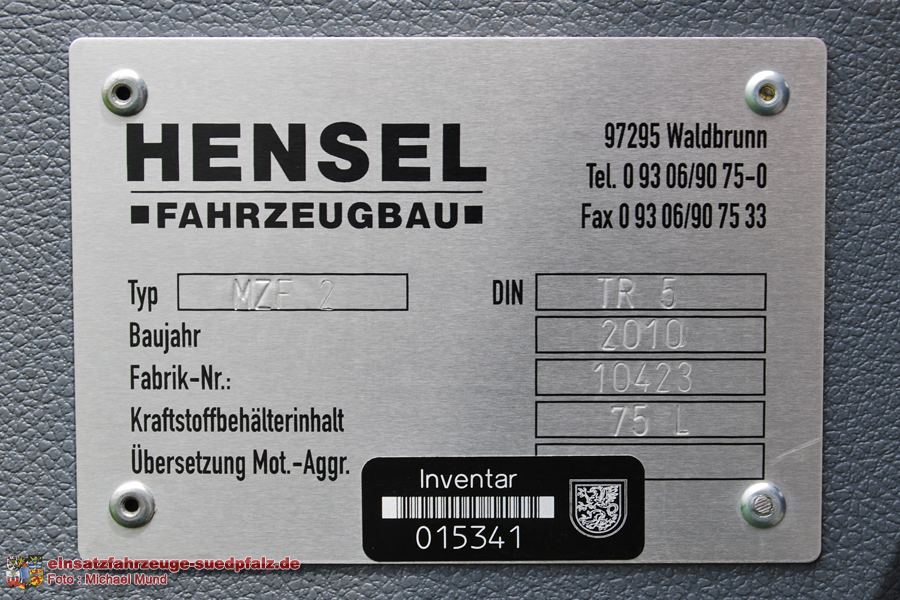 HENSEL
FAHRZEUGBAU
97295 Waldbrunn
Tel. 0 93 06/90 75-0
Fax 0 93 06/90 75 33
Typ MZF 2 DIN TR 5
Baujahr 2010
Fabrik-Nr.: 10423
Kraftstoffbehälterinhalt 75 L
Übersetzung Mot.-Aggr.
Inventar
015341
einsatzfahrzeuge-suedpfalz.de
Foto : Michael Mund